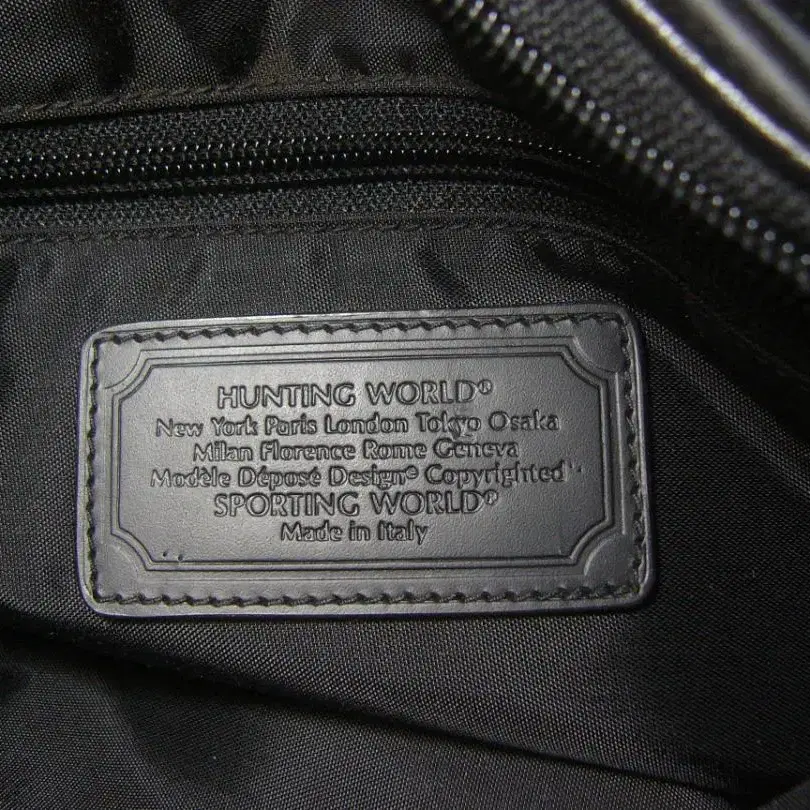 HUNTING WORLD®
New York Paris London Tokyo Osaka
Milan Florence Rome Geneva
Modèle Déposé Design® Copyrighted
SPORTING WORLD®
Made in Italy